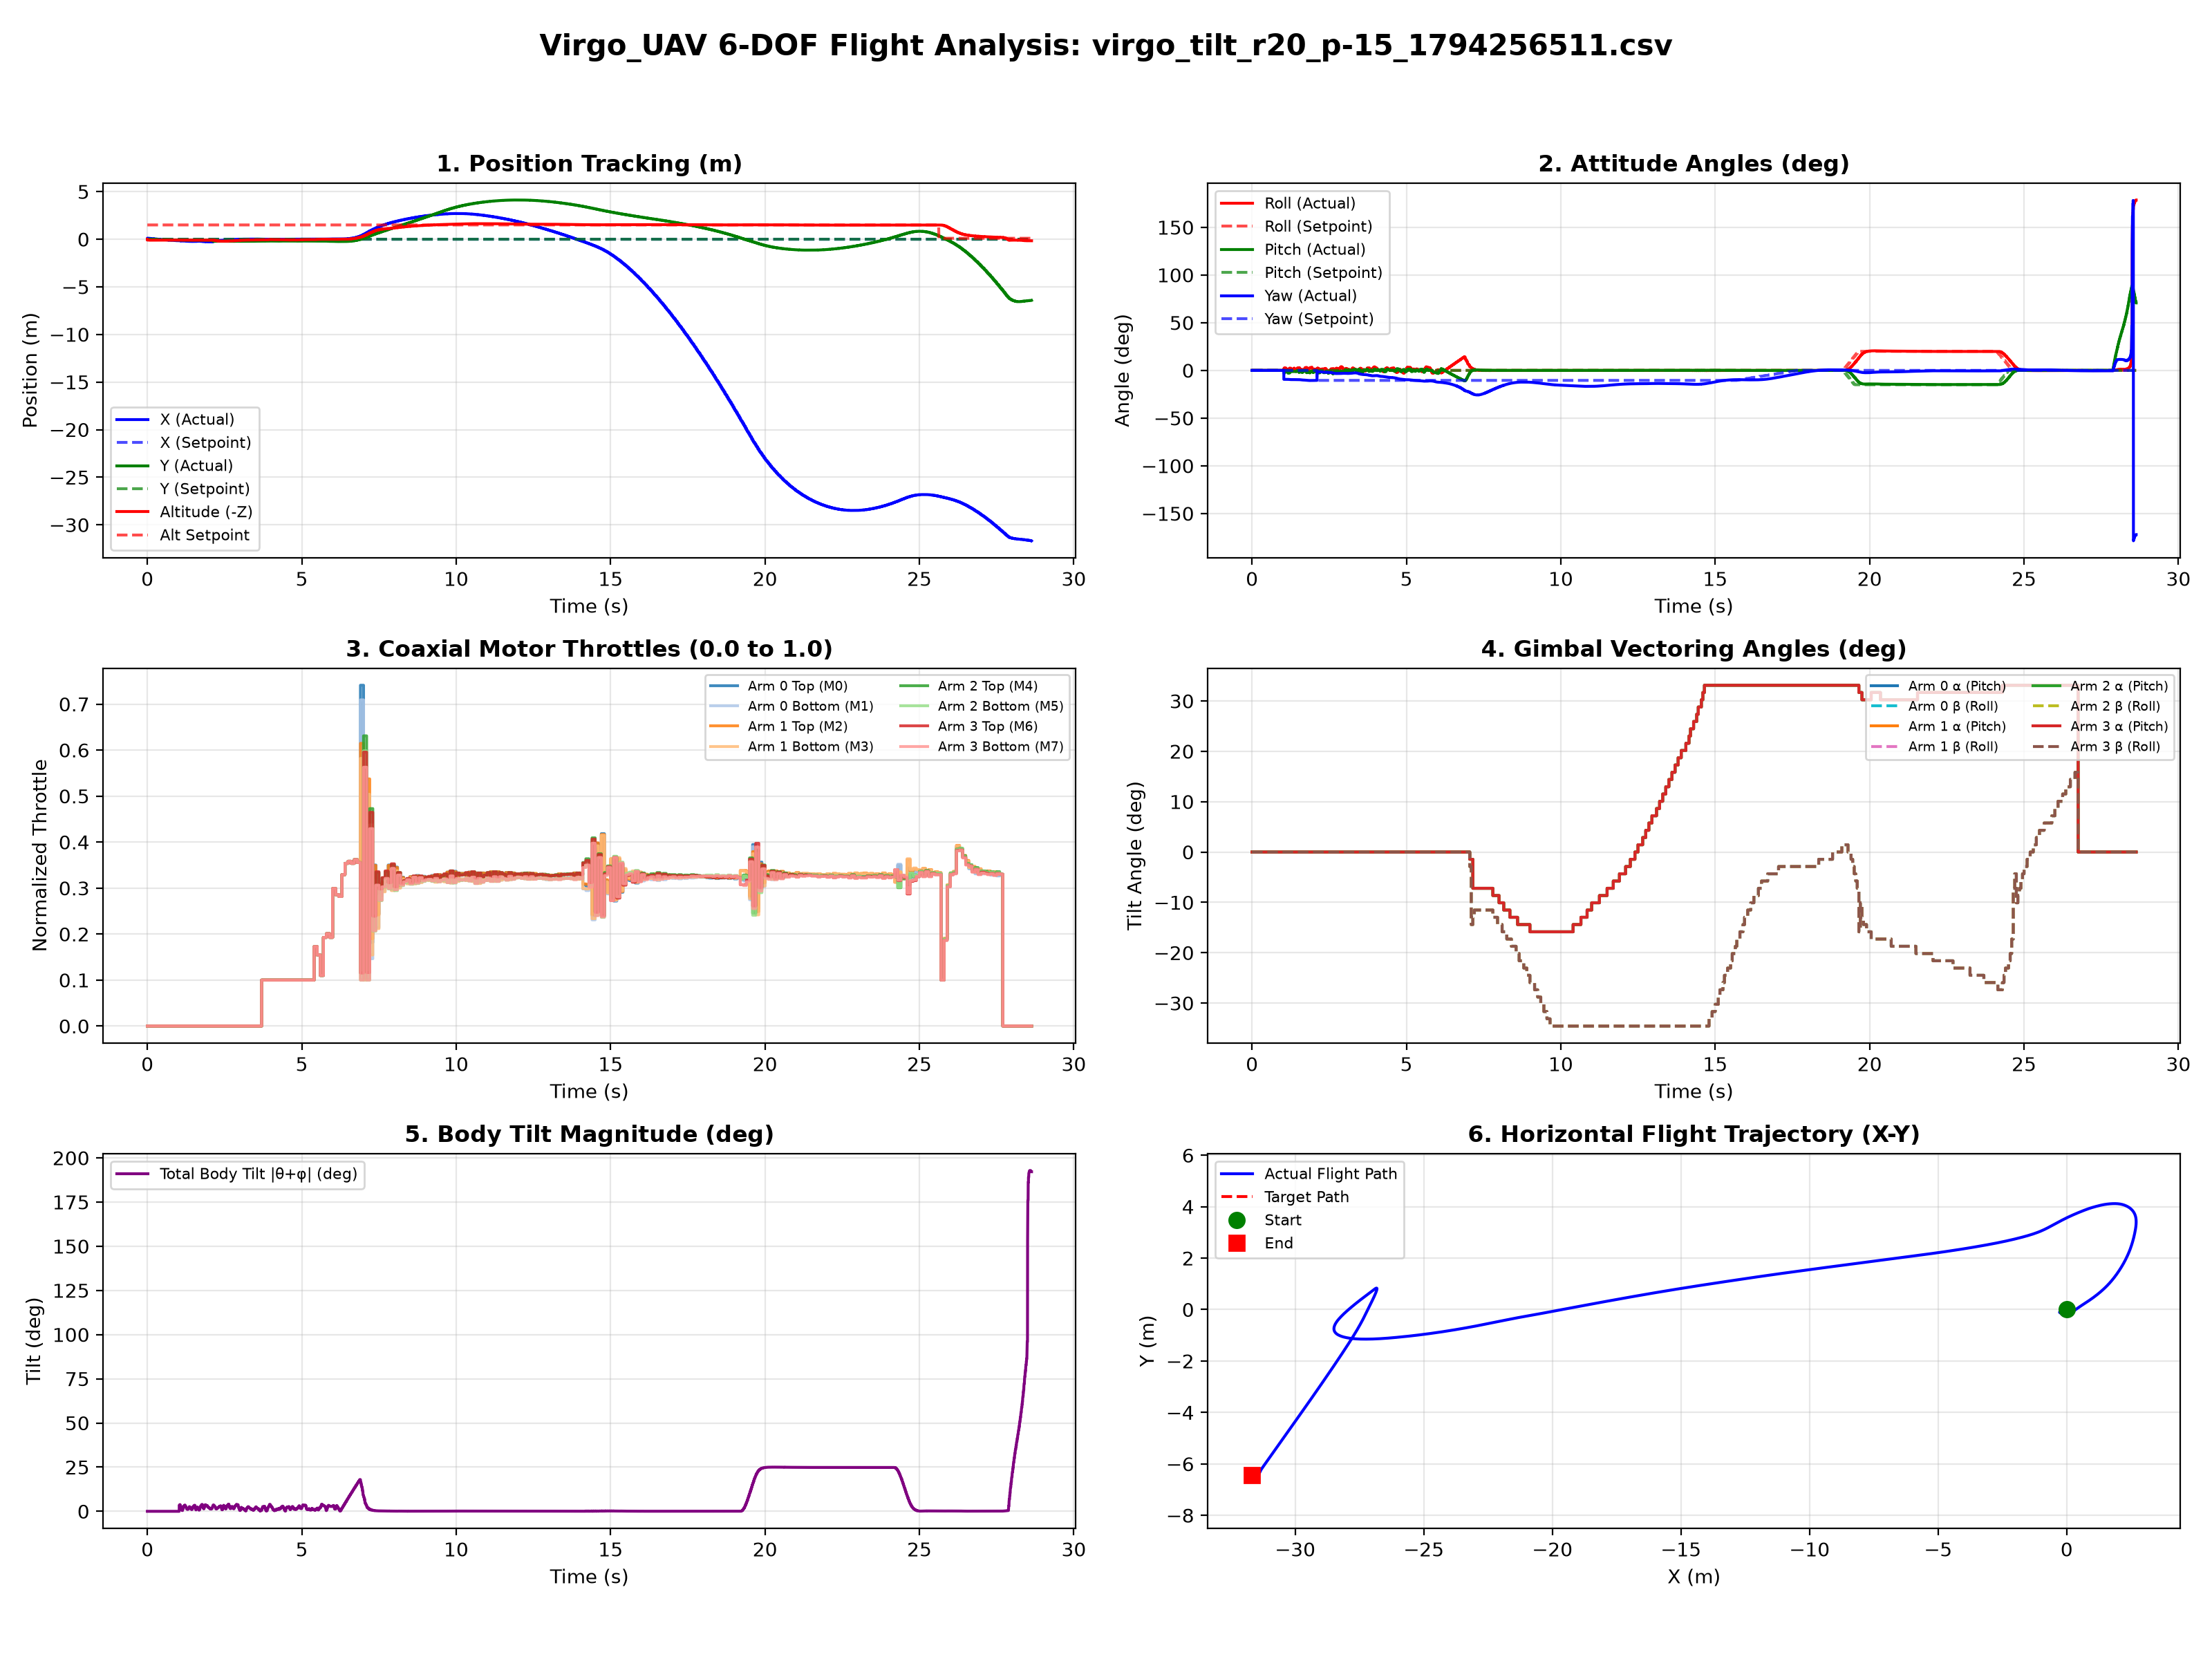 Virgo_UAV 6-DOF Flight Analysis: virgo_tilt_r20_p-15_1794256511.csv
1. Position Tracking (m)
5
0
−5
−10
−15
−20
−25
−30
Position (m)
X (Actual)
X (Setpoint)
Y (Actual)
Y (Setpoint)
Altitude (-Z)
Alt Setpoint
0 5 10 15 20 25 30
Time (s)
2. Attitude Angles (deg)
150
100
50
0
−50
−100
−150
Angle (deg)
Roll (Actual)
Roll (Setpoint)
Pitch (Actual)
Pitch (Setpoint)
Yaw (Actual)
Yaw (Setpoint)
0 5 10 15 20 25 30
Time (s)
3. Coaxial Motor Throttles (0.0 to 1.0)
0.7
0.6
0.5
0.4
0.3
0.2
0.1
0.0
Normalized Throttle
Arm 0 Top (M0) Arm 2 Top (M4)
Arm 0 Bottom (M1) Arm 2 Bottom (M5)
Arm 1 Top (M2) Arm 3 Top (M6)
Arm 1 Bottom (M3) Arm 3 Bottom (M7)
0 5 10 15 20 25 30
Time (s)
4. Gimbal Vectoring Angles (deg)
30
20
10
0
−10
−20
−30
Tilt Angle (deg)
Arm 0 α (Pitch) Arm 2 α (Pitch)
Arm 0 β (Roll) Arm 2 β (Roll)
Arm 1 α (Pitch) Arm 3 α (Pitch)
Arm 1 β (Roll) Arm 3 β (Roll)
0 5 10 15 20 25 30
Time (s)
5. Body Tilt Magnitude (deg)
200
175
150
125
100
75
50
25
0
Tilt (deg)
Total Body Tilt |θ+φ| (deg)
0 5 10 15 20 25 30
Time (s)
6. Horizontal Flight Trajectory (X-Y)
6
4
2
0
−2
−4
−6
−8
Y (m)
Actual Flight Path
Target Path
Start
End
−30 −25 −20 −15 −10 −5 0
X (m)